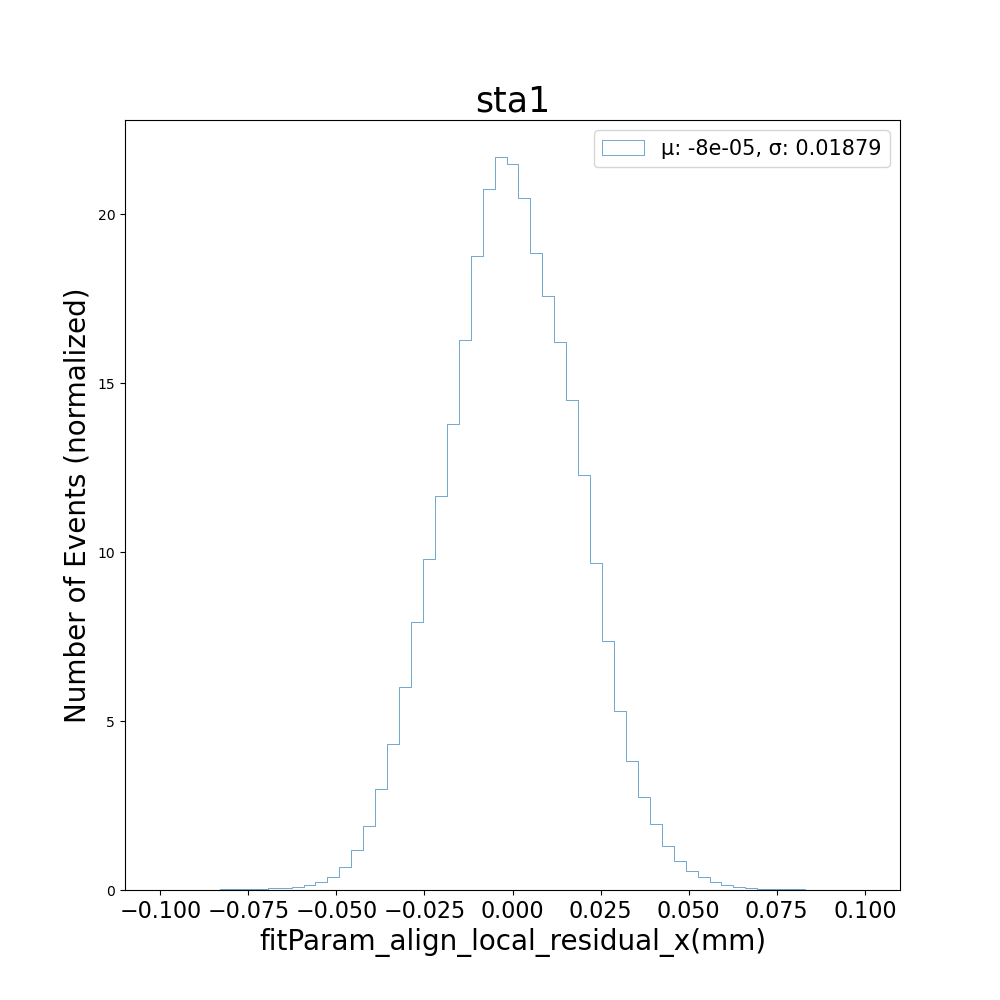 sta1
μ: -8e-05, σ: 0.01879
Number of Events (normalized)
20
15
10
5
0
−0.100 −0.075 −0.050 −0.025 0.000 0.025 0.050 0.075 0.100
fitParam_align_local_residual_x(mm)